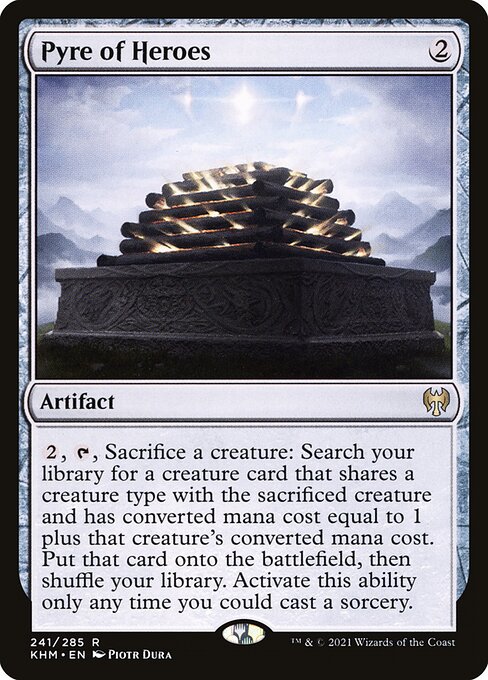 Pyre of Heroes 2
Artifact
2, , Sacrifice a creature: Search your
library for a creature card that shares a
creature type with the sacrificed creature
and has converted mana cost equal to 1
plus that creature's converted mana cost.
Put that card onto the battlefield, then
shuffle your library. Activate this ability
only any time you could cast a sorcery.
241/285 R
KHM • EN Piotr Dura
™ & © 2021 Wizards of the Coast